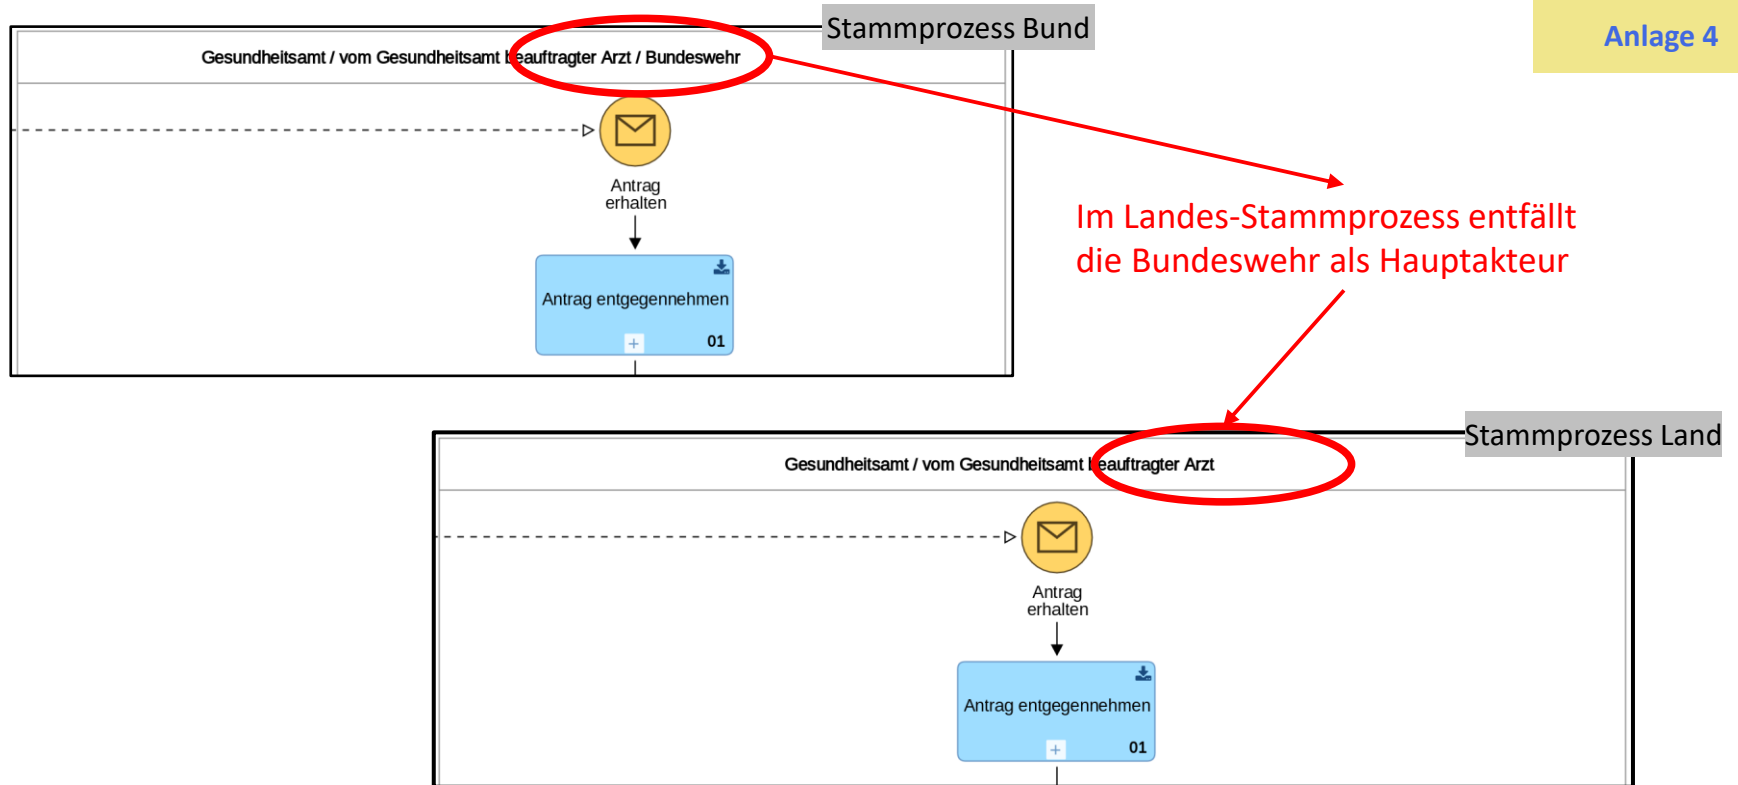 Stammprozess Bund
Anlage 4
Gesundheitsamt / vom Gesundheitsamt beauftragter Arzt / Bundeswehr
Antrag
erhalten
Antrag entgegennehmen
01
Im Landes-Stammprozess entfällt
die Bundeswehr als Hauptakteur
Stammprozess Land
Gesundheitsamt / vom Gesundheitsamt beauftragter Arzt
Antrag
erhalten
Antrag entgegennehmen
01